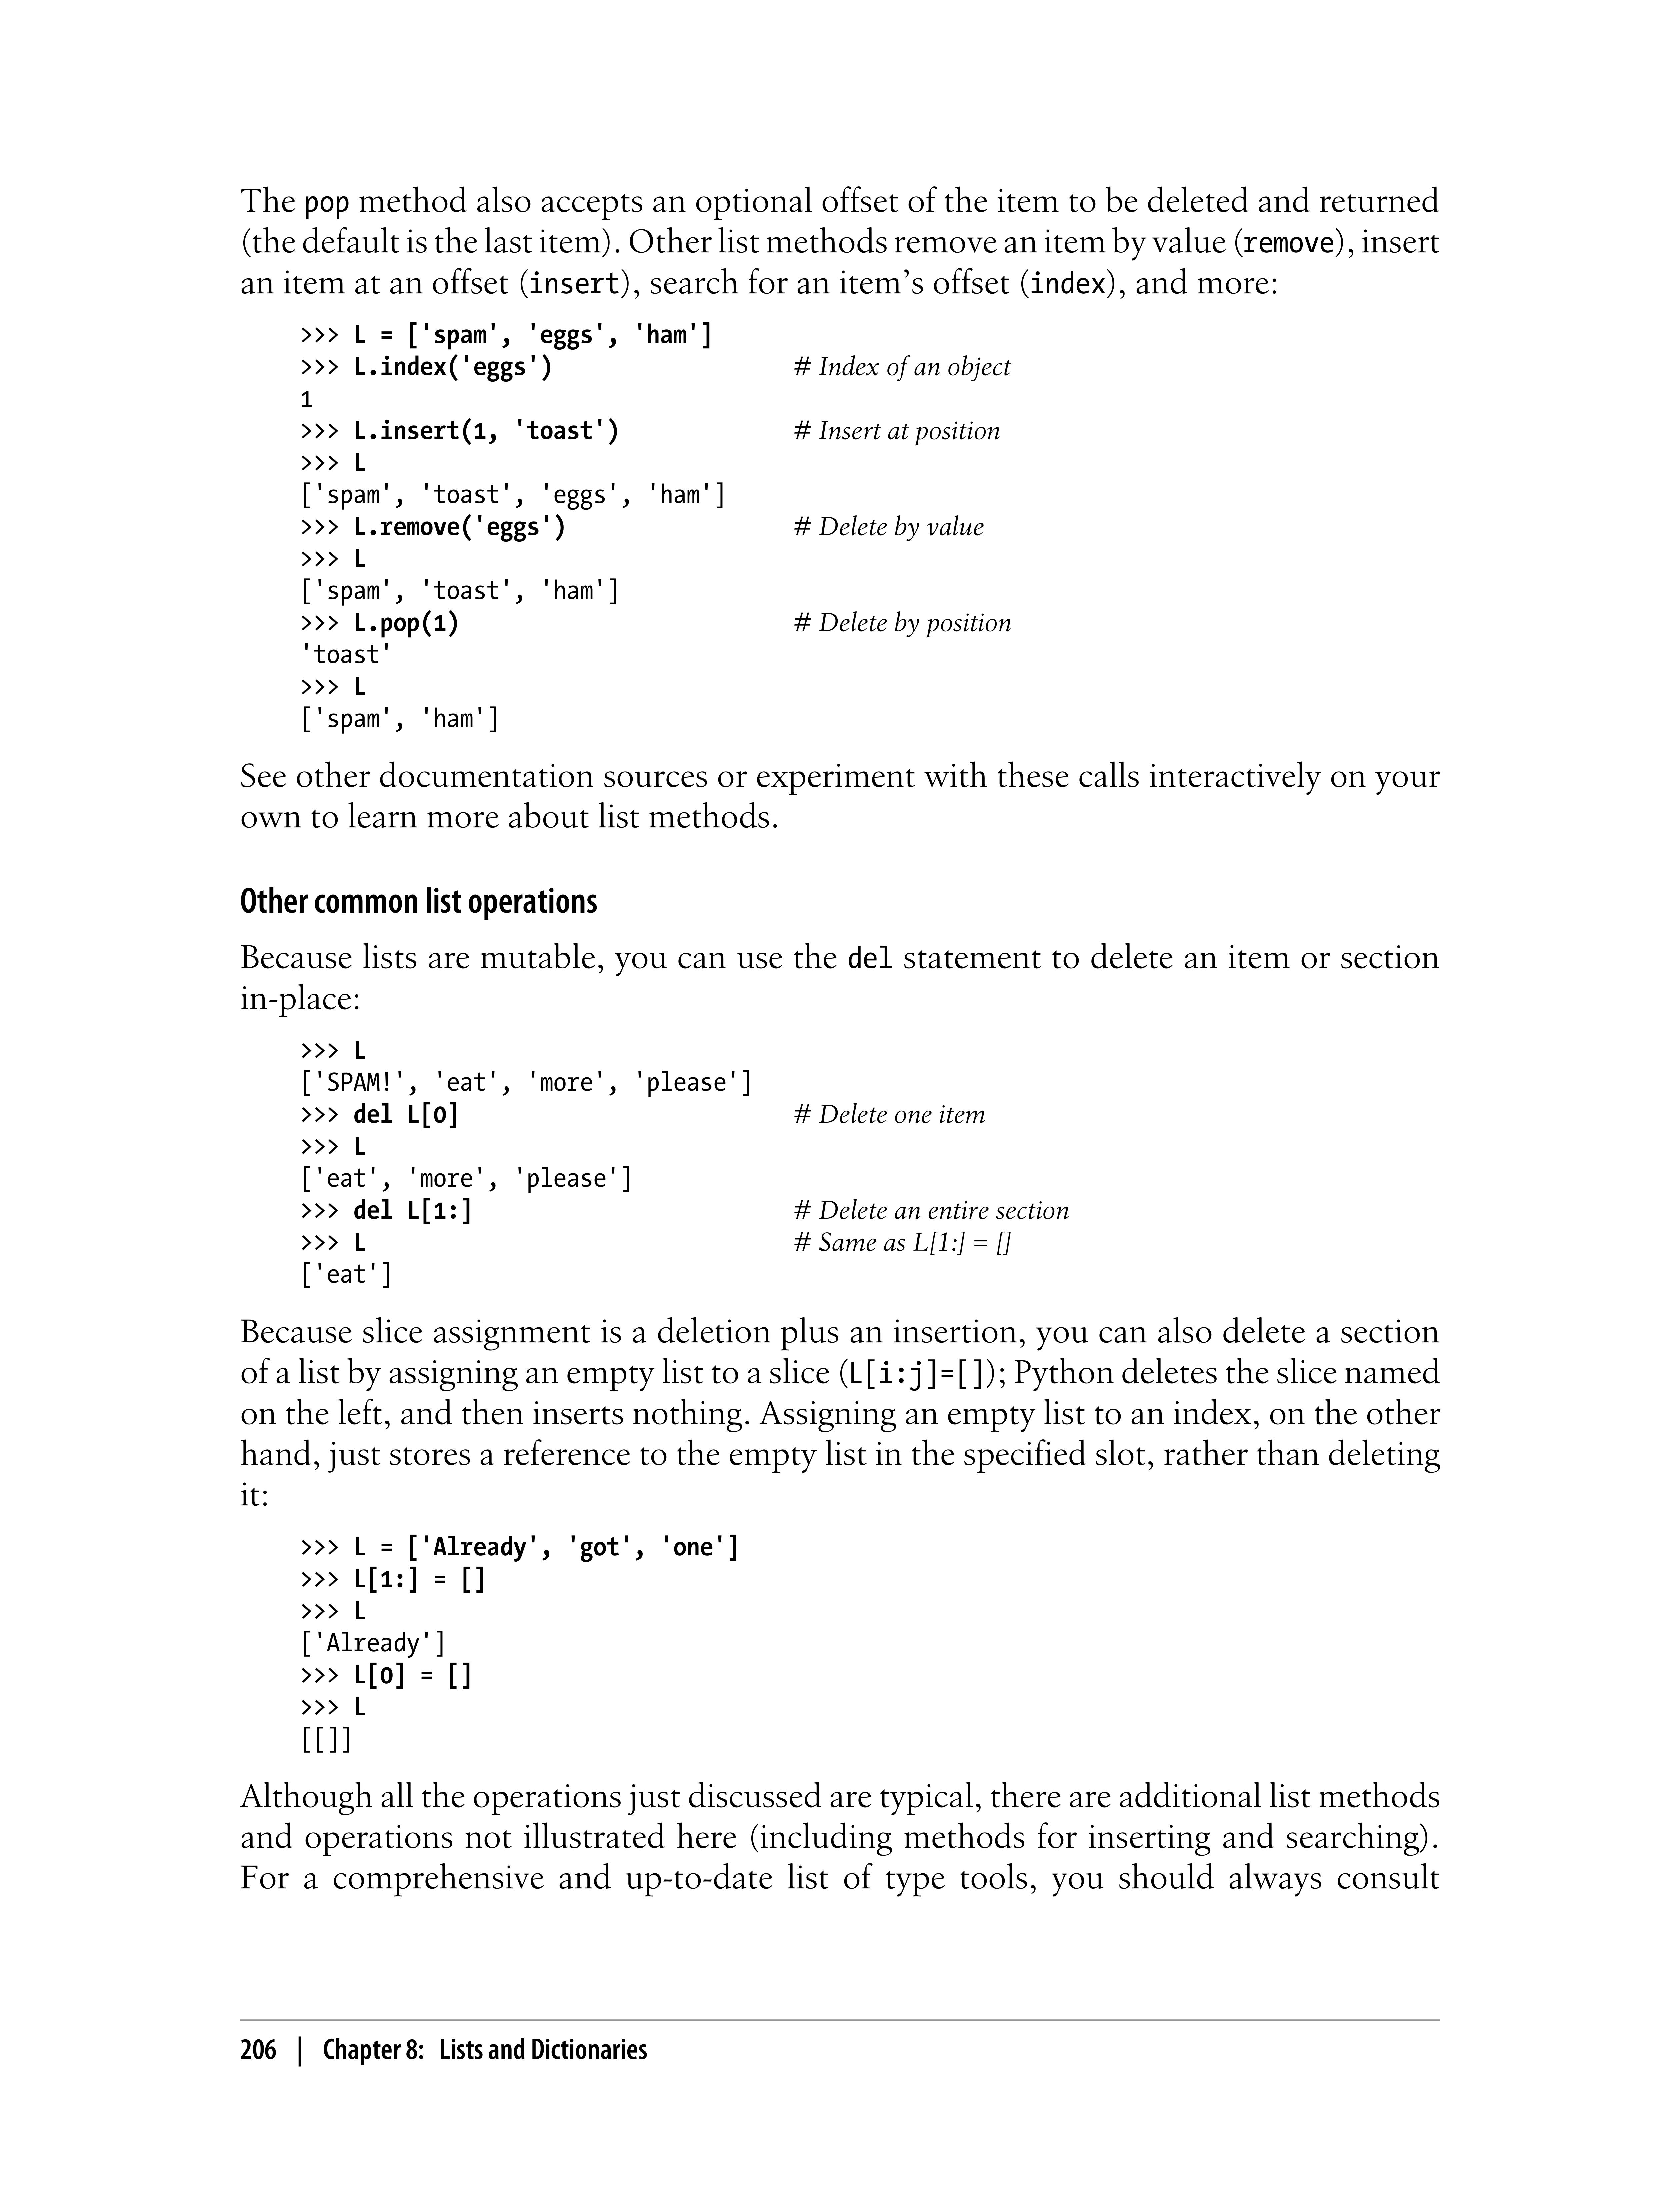 The pop method also accepts an optional offset of the item to be deleted and returned
(the default is the last item). Other list methods remove an item by value (remove), insert
an item at an offset (insert), search for an item’s offset (index), and more:
>>> L = ['spam', 'eggs', 'ham']
>>> L.index('eggs') # Index of an object
1
>>> L.insert(1, 'toast') # Insert at position
>>> L
['spam', 'toast', 'eggs', 'ham']
>>> L.remove('eggs') # Delete by value
>>> L
['spam', 'toast', 'ham']
>>> L.pop(1) # Delete by position
'toast'
>>> L
['spam', 'ham']
See other documentation sources or experiment with these calls interactively on your
own to learn more about list methods.
Other common list operations
Because lists are mutable, you can use the del statement to delete an item or section
in-place:
>>> L
['SPAM!', 'eat', 'more', 'please']
>>> del L[0] # Delete one item
>>> L
['eat', 'more', 'please']
>>> del L[1:] # Delete an entire section
>>> L # Same as L[1:] = []
['eat']
Because slice assignment is a deletion plus an insertion, you can also delete a section
of a list by assigning an empty list to a slice (L[i:j]=[]); Python deletes the slice named
on the left, and then inserts nothing. Assigning an empty list to an index, on the other
hand, just stores a reference to the empty list in the specified slot, rather than deleting
it:
>>> L = ['Already', 'got', 'one']
>>> L[1:] = []
>>> L
['Already']
>>> L[0] = []
>>> L
[[]]
Although all the operations just discussed are typical, there are additional list methods
and operations not illustrated here (including methods for inserting and searching).
For a comprehensive and up-to-date list of type tools, you should always consult
206 | Chapter 8: Lists and Dictionaries